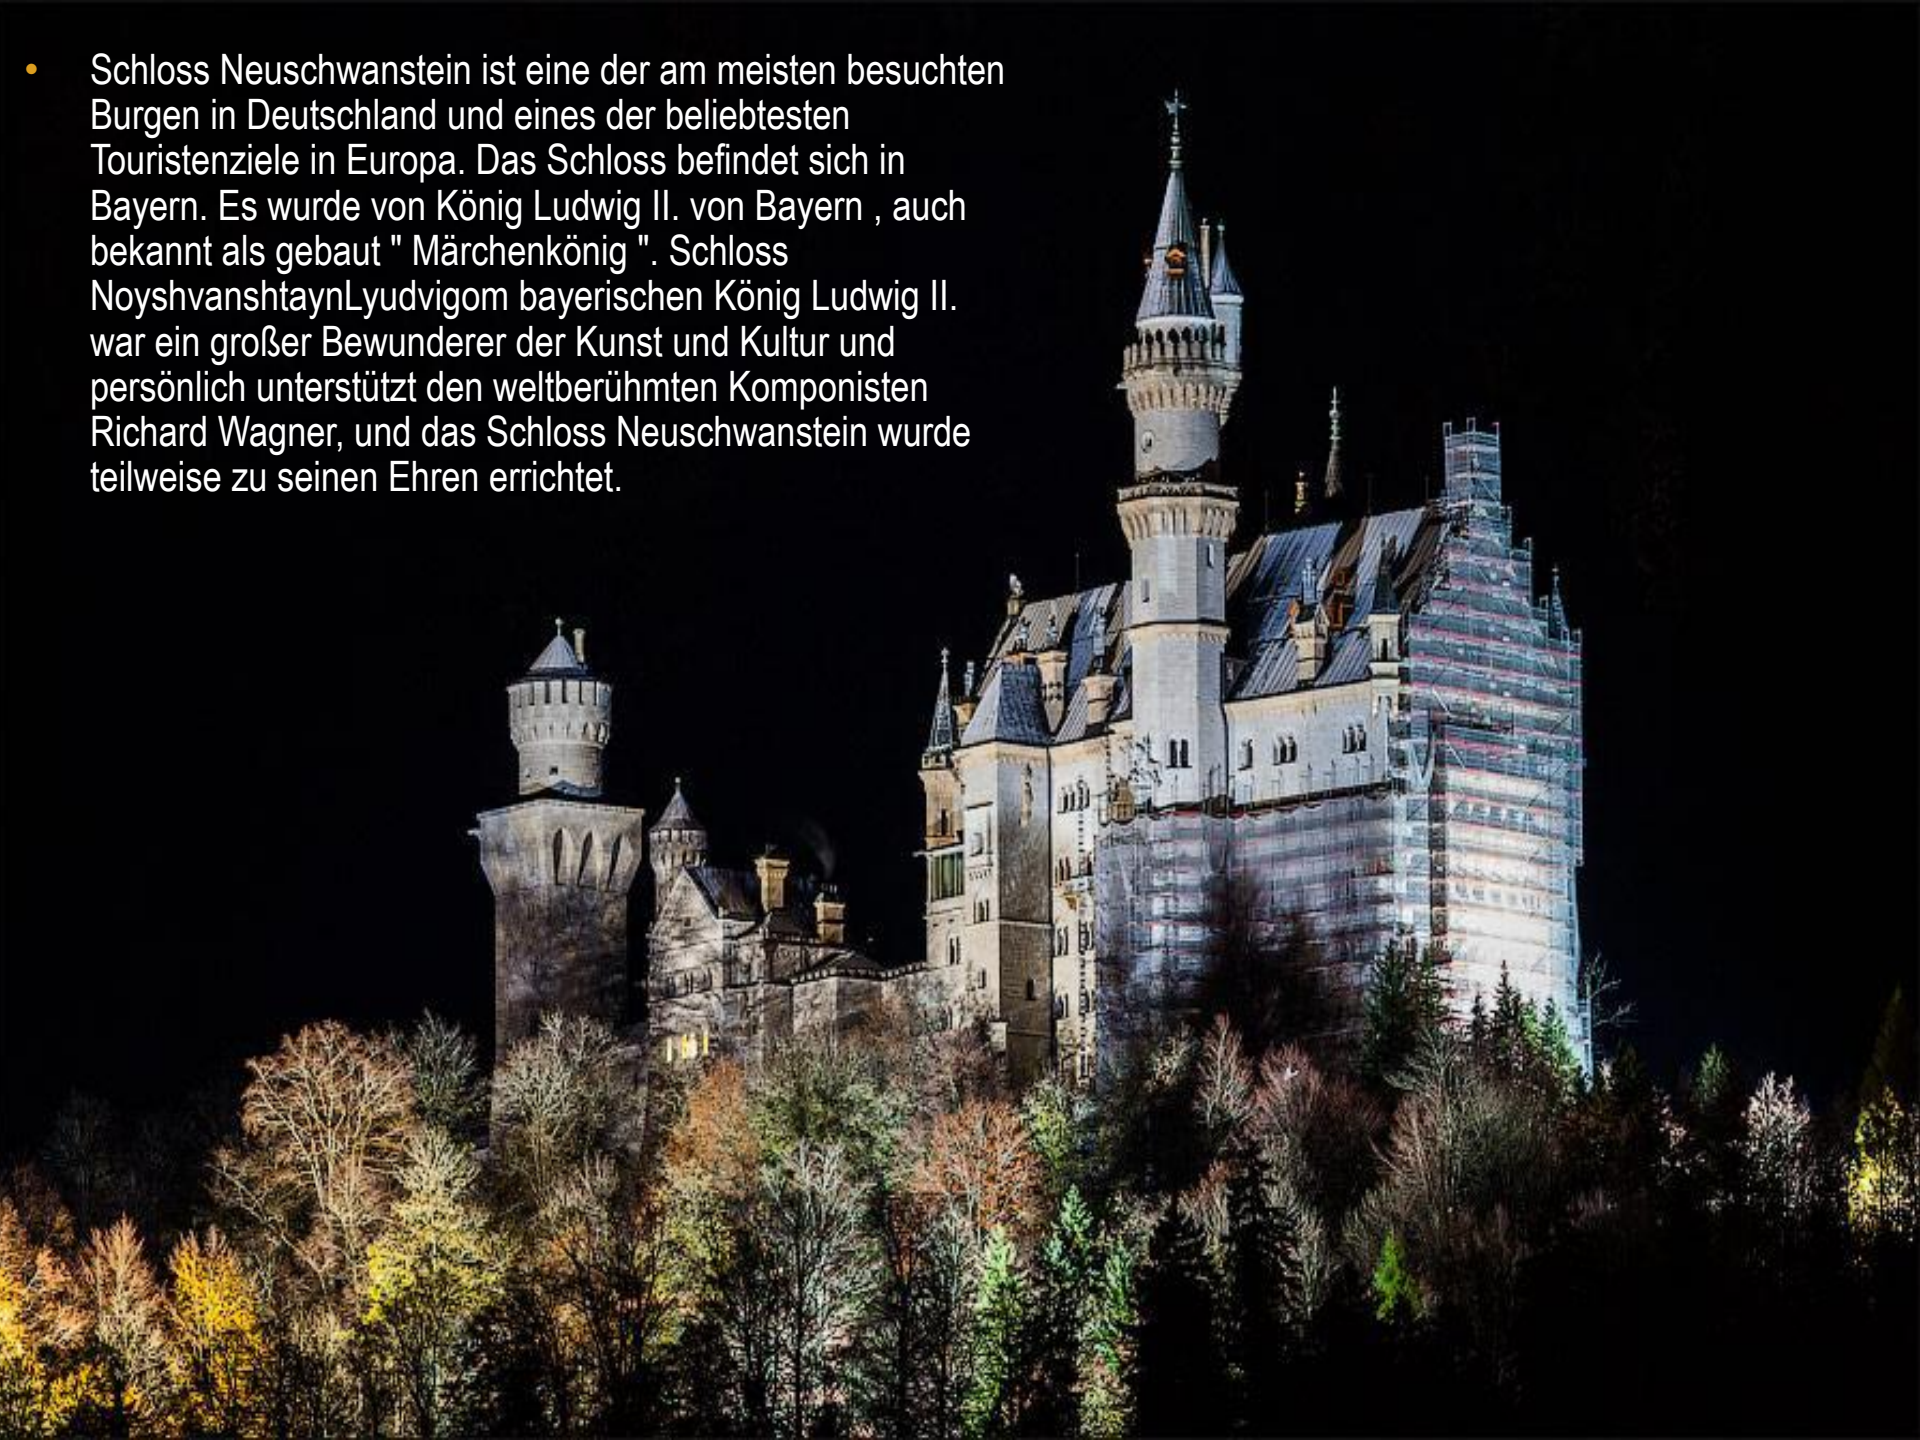 • Schloss Neuschwanstein ist eine der am meisten besuchten
Burgen in Deutschland und eines der beliebtesten
Touristenziele in Europa. Das Schloss befindet sich in
Bayern. Es wurde von König Ludwig II. von Bayern , auch
bekannt als gebaut " Märchenkönig ". Schloss
NoyshvanshtaynLyudvigom bayerischen König Ludwig II.
war ein großer Bewunderer der Kunst und Kultur und
persönlich unterstützt den weltberühmten Komponisten
Richard Wagner, und das Schloss Neuschwanstein wurde
teilweise zu seinen Ehren errichtet.